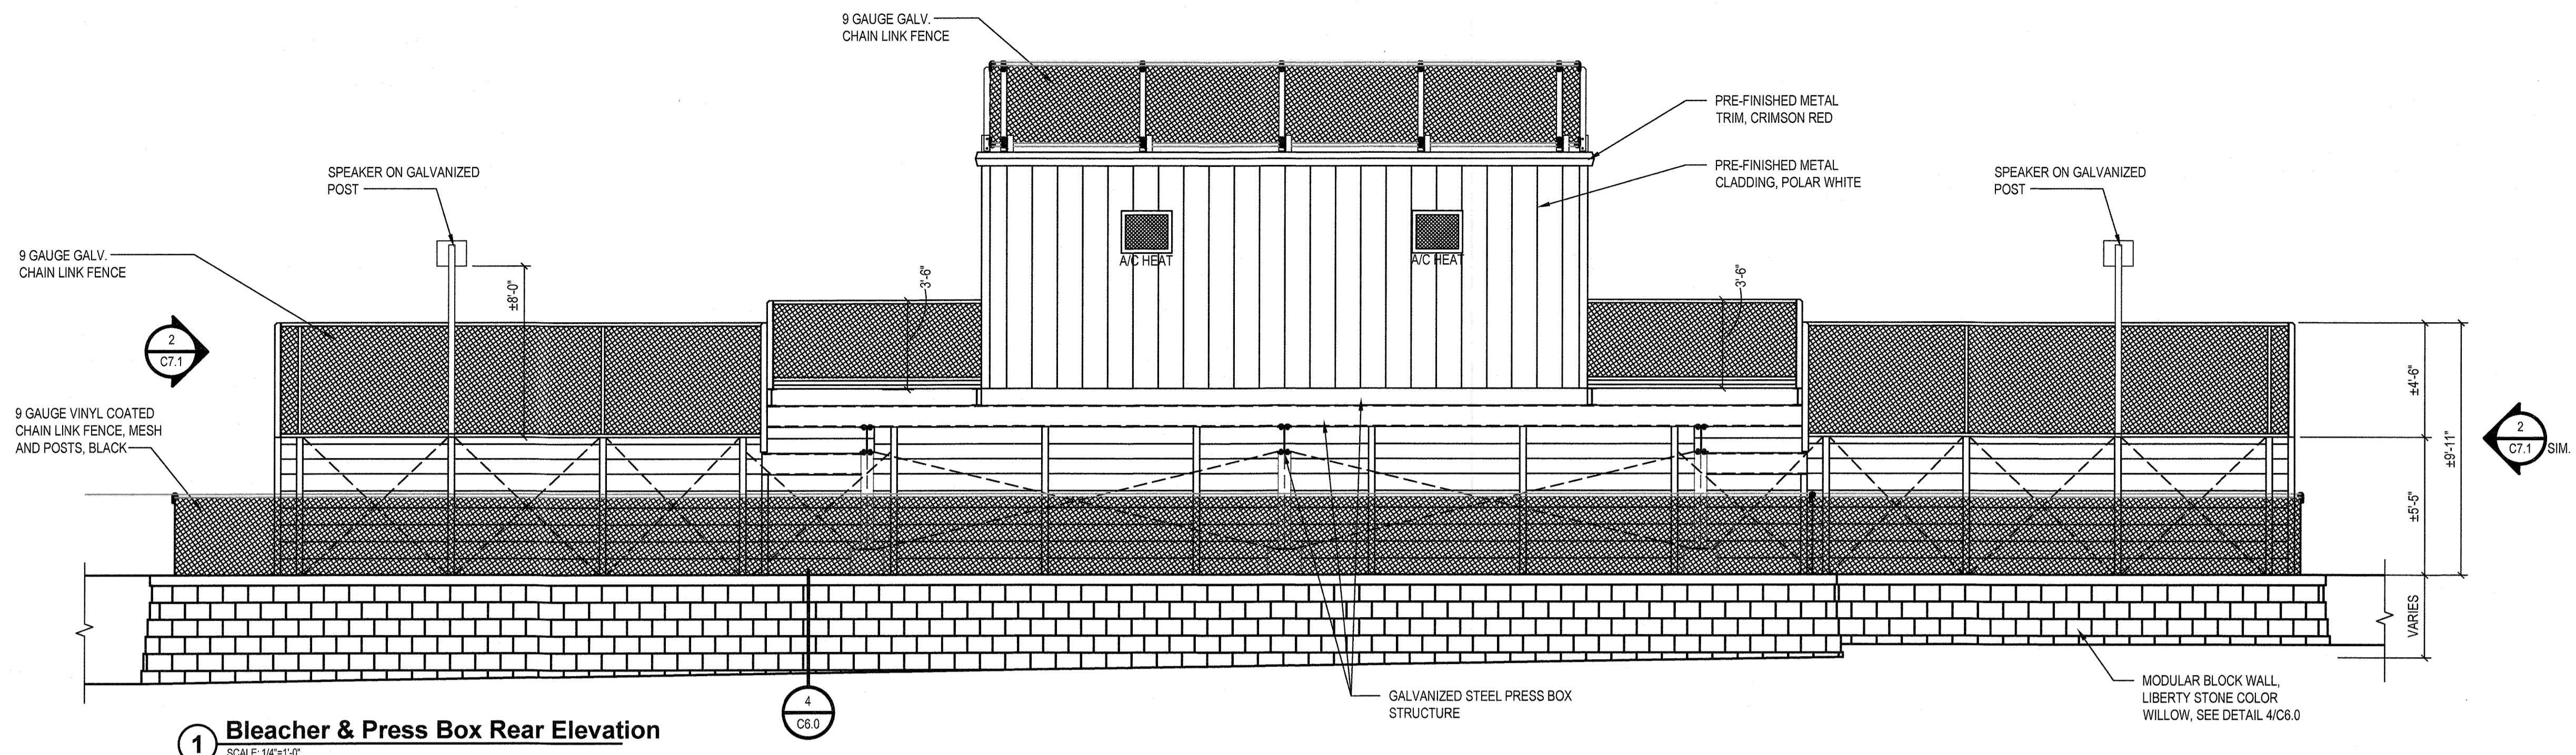 9 GAUGE GALV.
CHAIN LINK FENCE
PRE-FINISHED METAL
TRIM, CRIMSON RED
PRE-FINISHED METAL
CLADDING, POLAR WHITE
SPEAKER ON GALVANIZED
POST
SPEAKER ON GALVANIZED
POST
9 GAUGE GALV.
CHAIN LINK FENCE
A/C HEAT
A/C HEAT
±8'-0"
3'-6"
3'-6"
2
C7.1
9 GAUGE VINYL COATED
CHAIN LINK FENCE, MESH
AND POSTS, BLACK
±4'-6"
±9'-11"
±5'-5"
2
C7.1
SIM.
VARIES
4
C6.0
GALVANIZED STEEL PRESS BOX
STRUCTURE
MODULAR BLOCK WALL,
LIBERTY STONE COLOR
WILLOW, SEE DETAIL 4/C6.0
1
Bleacher & Press Box Rear Elevation
SCALE: 1/4"=1'-0"